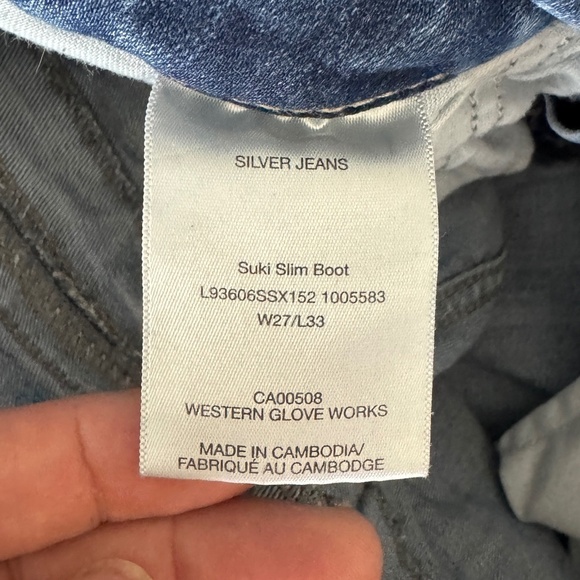 SILVER JEANS
Suki Slim Boot
L93606SSX152 1005583
W27/L33
CA00508
WESTERN GLOVE WORKS
MADE IN CAMBODIA/
FABRIQUÉ AU CAMBODGE